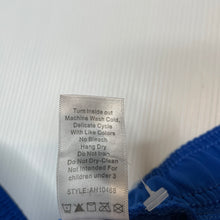 Turn Inside out
Machine Wash Cold,
Delicate Cycle
With Like Colors
No Bleach
Hang Dry
Do Not Iron
Do Not Dry-Clean
Not Intended For
children under 3
STYLE:AH10468